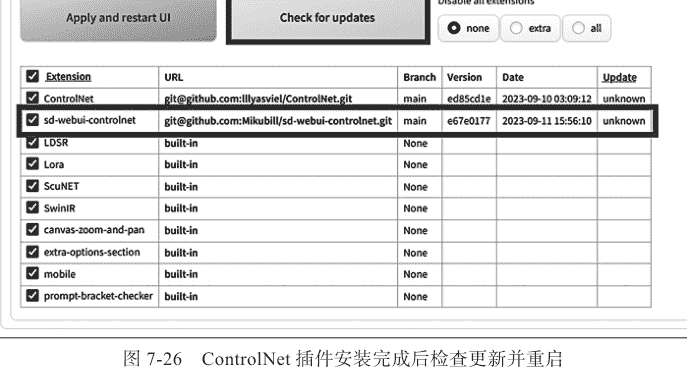 Disable all extensions
Apply and restart UI Check for updates none extra all
Extension URL Branch Version Date Update
ControlNet git@github.com:lllyasviel/ControlNet.git main ed85cd1e 2023-09-10 03:09:12 unknown
sd-webui-controlnet git@github.com:Mikubill/sd-webui-controlnet.git main e67e0177 2023-09-11 15:56:10 unknown
LDSR built-in None
Lora built-in None
ScuNET built-in None
SwinIR built-in None
canvas-zoom-and-pan built-in None
extra-options-section built-in None
mobile built-in None
prompt-bracket-checker built-in None
图 7-26 ControlNet 插件安装完成后检查更新并重启